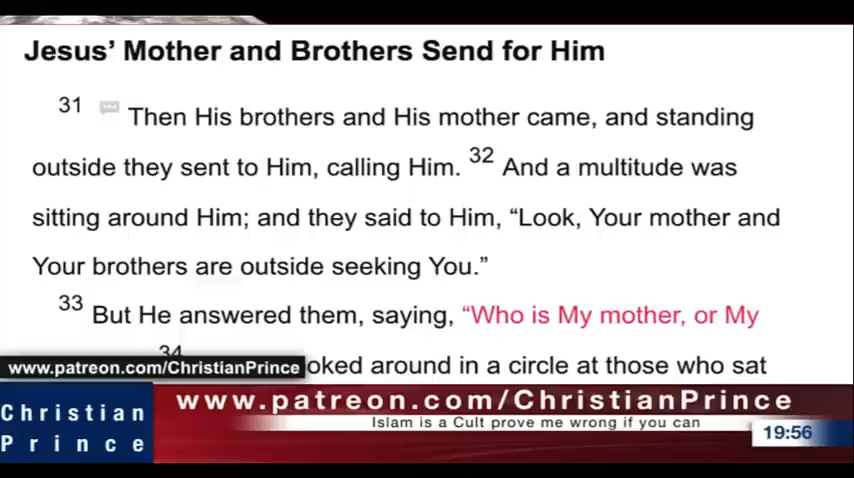 Jesus' Mother and Brothers Send for Him
31 Then His brothers and His mother came, and standing
outside they sent to Him, calling Him. 32 And a multitude was
sitting around Him; and they said to Him, “Look, Your mother and
Your brothers are outside seeking You.”
33 But He answered them, saying, “Who is My mother, or My
34 oked around in a circle at those who sat
www.patreon.com/ChristianPrince
www.patreon.com/ChristianPrince
Islam is a Cult prove me wrong if you can
Christian
Prince
19:56